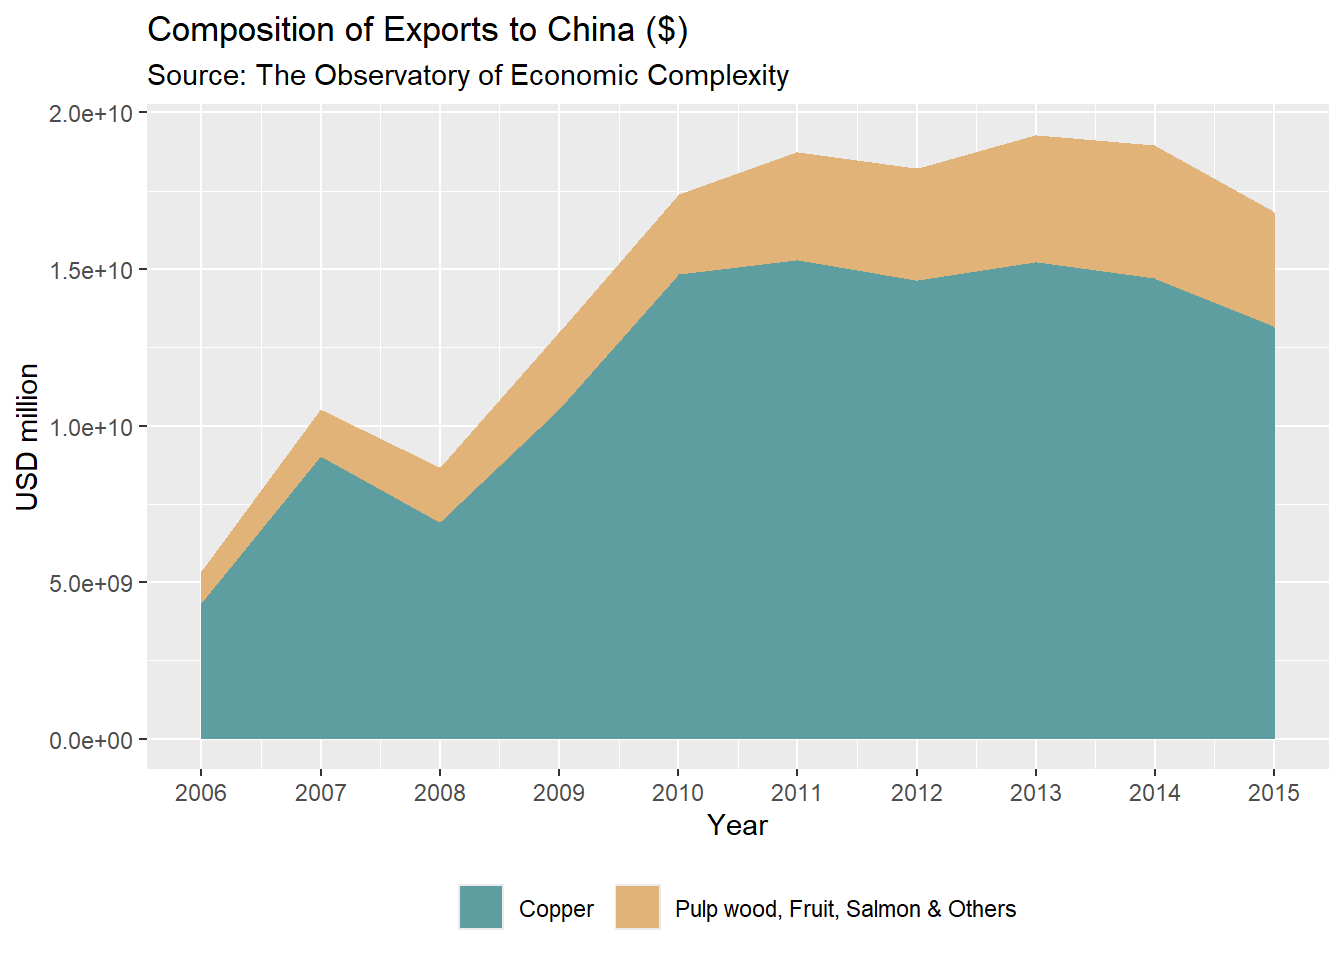 Composition of Exports to China ($)
Source: The Observatory of Economic Complexity
2.0e+10
1.5e+10
1.0e+10
5.0e+09
0.0e+00
USD million
2006 2007 2008 2009 2010 2011 2012 2013 2014 2015
Year
Copper Pulp wood, Fruit, Salmon & Others